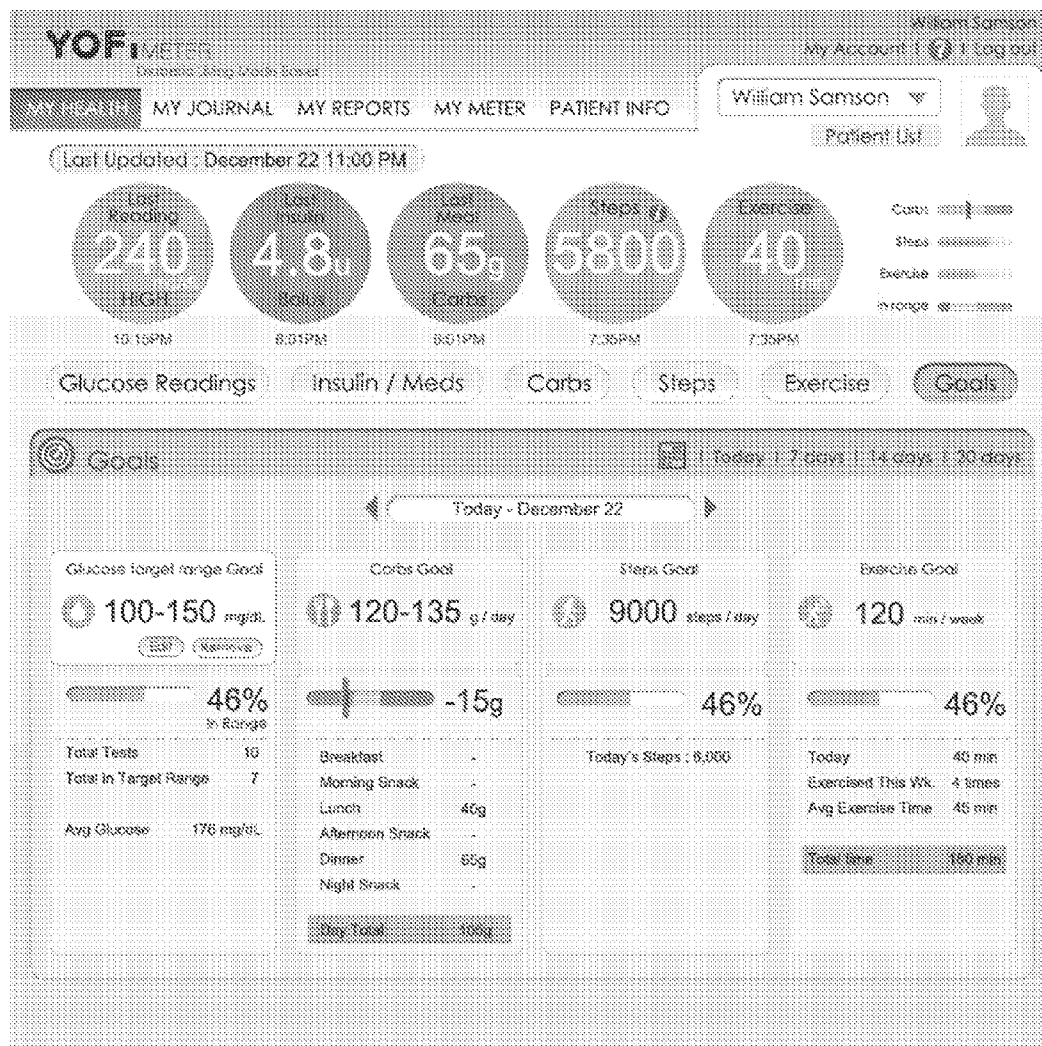 William Samson
YOFiMETER
My Account | ? | Log out
Diabetes Living Made Easier
MY HEALTH MY JOURNAL MY REPORTS MY METER PATIENT INFO
William Samson
Patient List
Last Updated : December 22 11:00 PM
Last Reading 240 HIGH
Last Insulin 4.8u Bolus
Last Meal 65g Carbs
Steps 5800
Exercise 40
Carbs
Steps
Exercise
In range
10:15PM 8:01PM 8:01PM 7:35PM 7:35PM
Glucose Readings Insulin / Meds Carbs Steps Exercise Goals
Goals
| Today | 7 days | 14 days | 30 days
Today - December 22
Glucose target range Goal
100-150 mg/dL
Edit Remove
46%
In Range
Total Tests 10
Total in Target Range 7
Avg Glucose 176 mg/dL
Carbs Goal
120-135 g / day
-15g
Breakfast -
Morning Snack -
Lunch 40g
Afternoon Snack -
Dinner 65g
Night Snack -
Day Total 105g
Steps Goal
9000 steps / day
46%
Today's Steps : 6,000
Exercise Goal
120 min / week
46%
Today 40 min
Exercised This Wk. 4 times
Avg Exercise Time 45 min
Total time 180 min